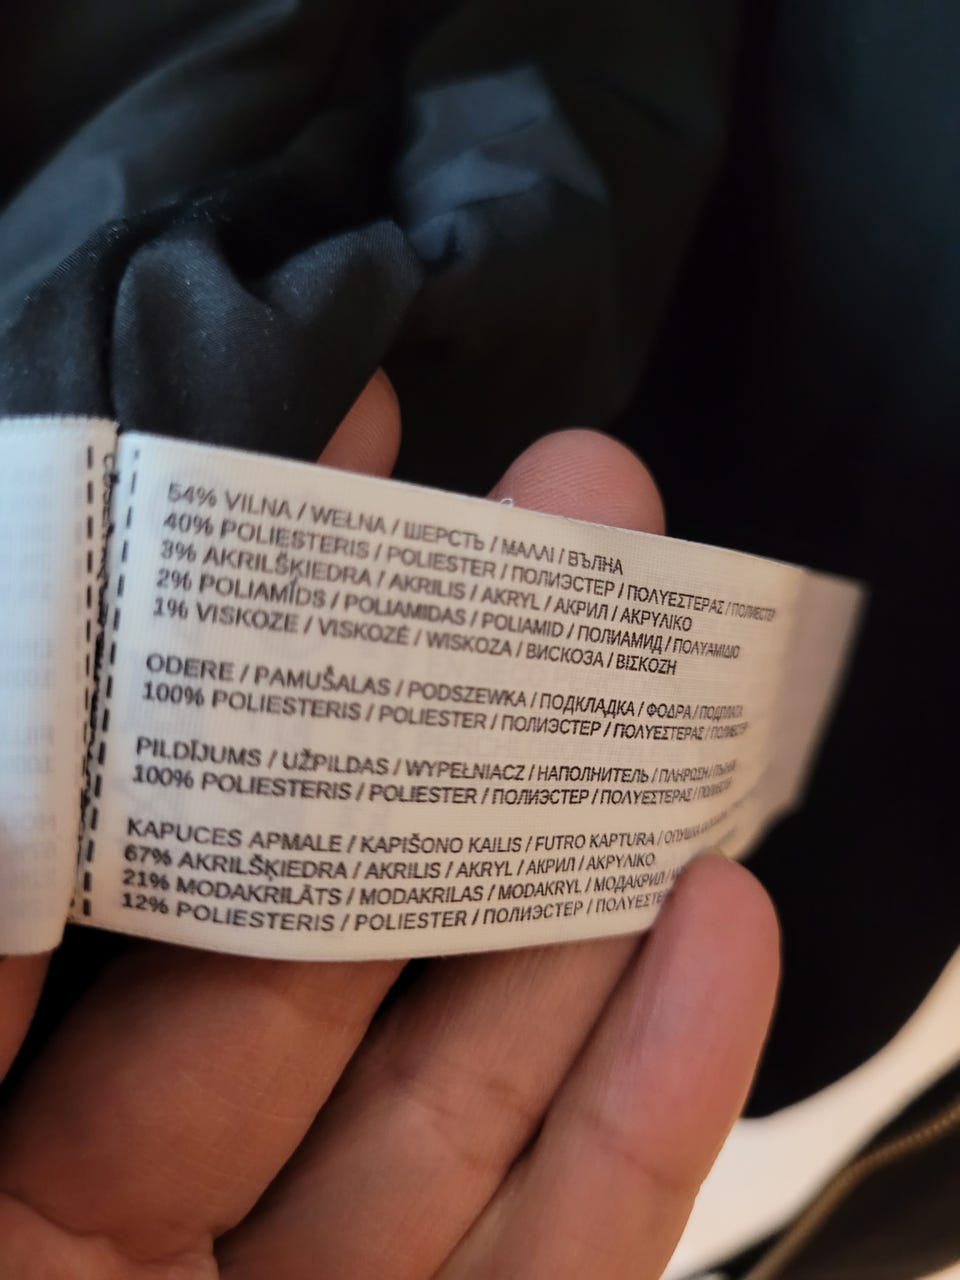 54% VILNA / WEŁNA / ШЕРСТЬ / ΜΑΛΛΙ / ВЪЛНА
40% POLIESTERIS / POLIESTER / ПОЛИЭСТЕР / ΠΟΛΥΕΣΤΕΡΑΣ / ПОЛИЕСТЕР
3% AKRILŠĶIEDRA / AKRILIS / AKRYL / АКРИЛ / ΑΚΡΥΛΙΚΟ
2% POLIAMĪDS / POLIAMIDAS / POLIAMID / ПОЛИАМИД / ΠΟΛΥΑΜΙΔΙΟ
1% VISKOZE / VISKOZĖ / WISKOZA / ВИСКОЗА / ΒΙΣΚΟΖΗ
ODERE / PAMUŠALAS / PODSZEWKA / ПОДКЛАДКА / ΦΟΔΡΑ / ПОДПЛАТА
100% POLIESTERIS / POLIESTER / ПОЛИЭСТЕР / ΠΟΛΥΕΣΤΕΡΑΣ / ПОЛИЕСТЕР
PILDĪJUMS / UŽPILDAS / WYPEŁNIACZ / НАПОЛНИТЕЛЬ / ΠΛΗΡΩΣΗ /
100% POLIESTERIS / POLIESTER / ПОЛИЭСТЕР / ΠΟΛΥΕΣΤΕΡΑΣ / ПОЛИЕСТЕР
KAPUCES APMALE / KAPIŠONO KAILIS / FUTRO KAPTURA /
67% AKRILŠĶIEDRA / AKRILIS / AKRYL / АКРИЛ / ΑΚΡΥΛΙΚΟ
21% MODAKRILĀTS / MODAKRILAS / MODAKRYL / МОДАКРИЛ /
12% POLIESTERIS / POLIESTER / ПОЛИЭСТЕР /